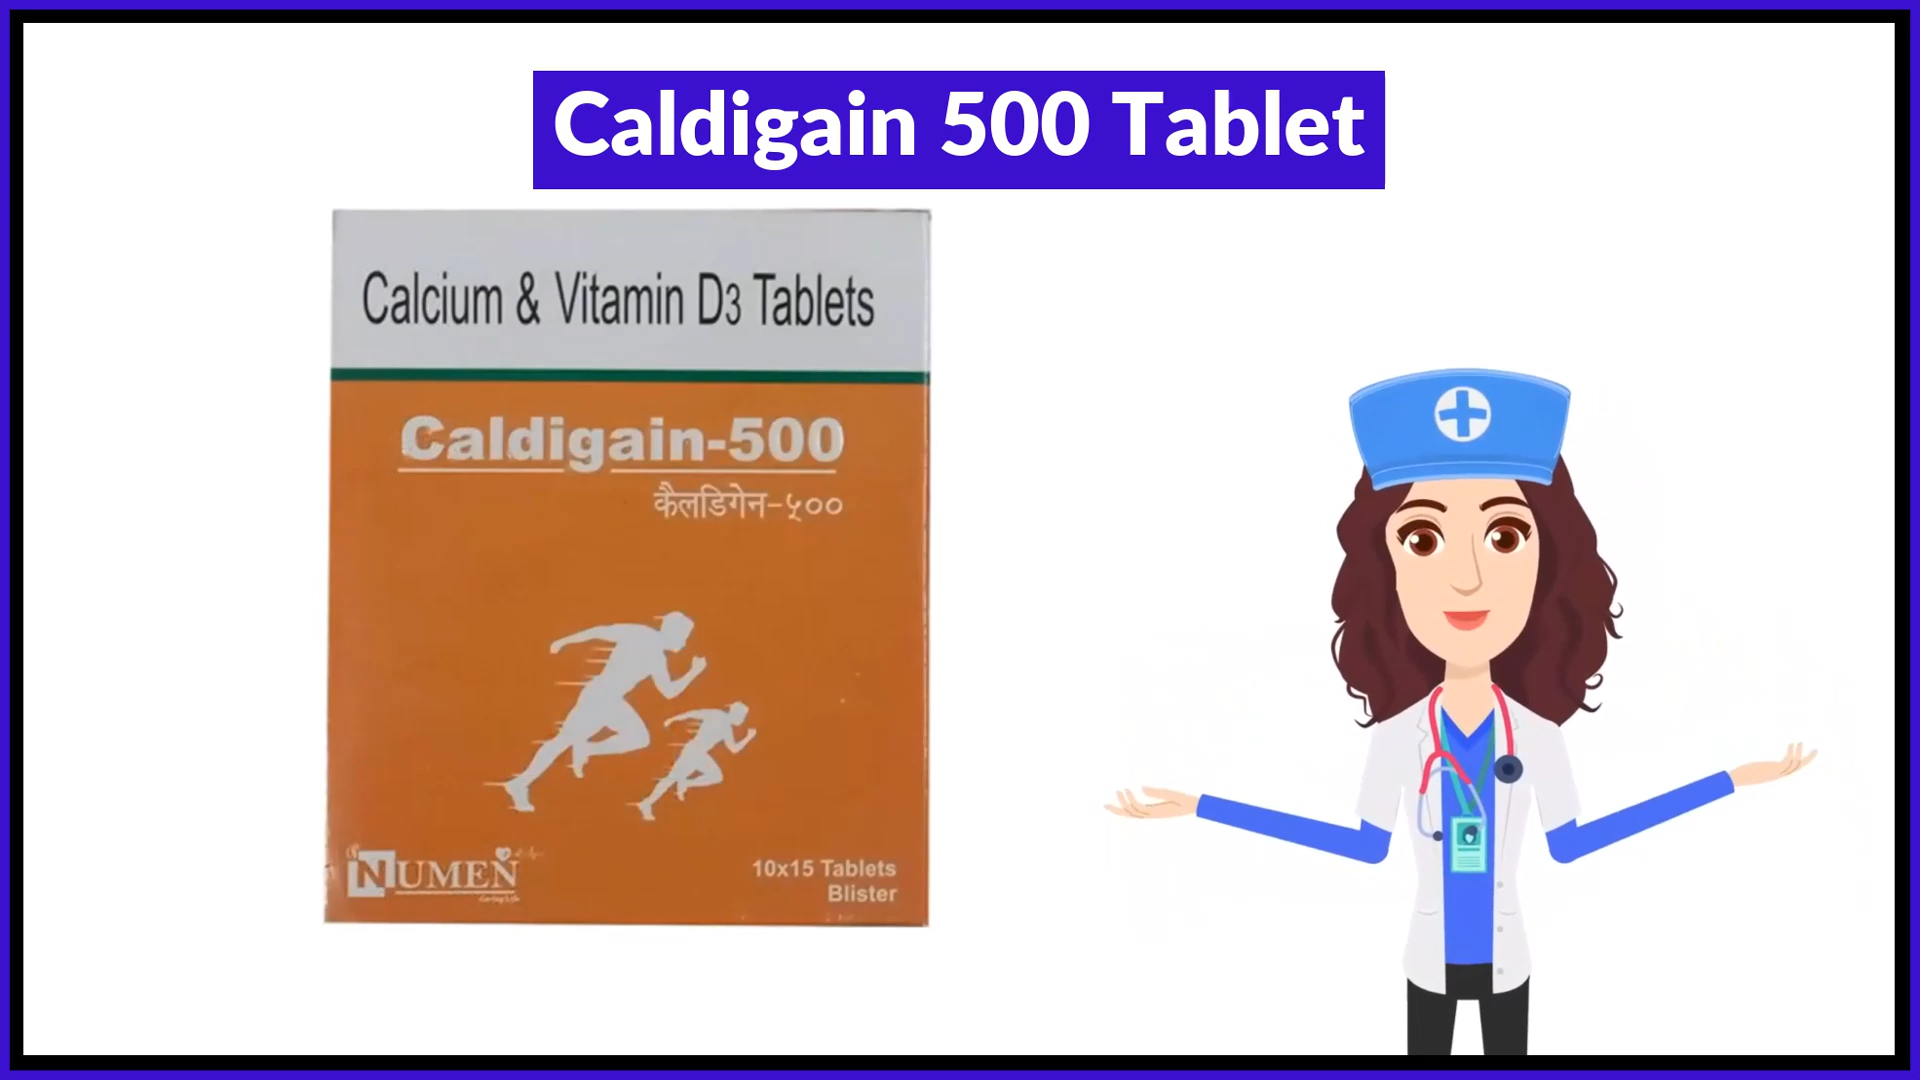 Caldigain 500 Tablet
Calcium & Vitamin D3 Tablets
Caldigain-500
कैलडिगेन-५००
NUMEN
10x15 Tablets
Blister